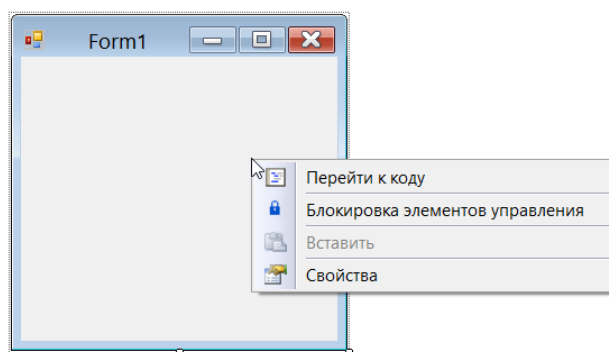 Form1
Перейти к коду
Блокировка элементов управления
Вставить
Свойства